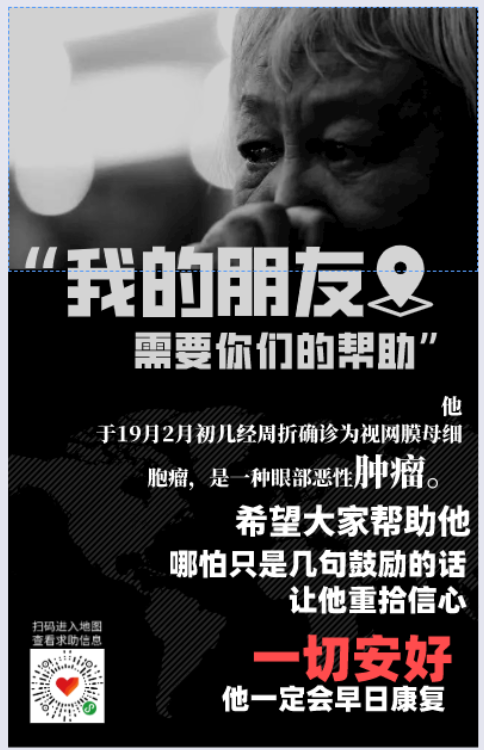 “我的朋友
需要你们的帮助”
他
于19月2月初几经周折确诊为视网膜母细
胞瘤，是一种眼部恶性肿瘤。
希望大家帮助他
哪怕只是几句鼓励的话
让他重拾信心
一切安好
他一定会早日康复
扫码进入地图
查看求助信息